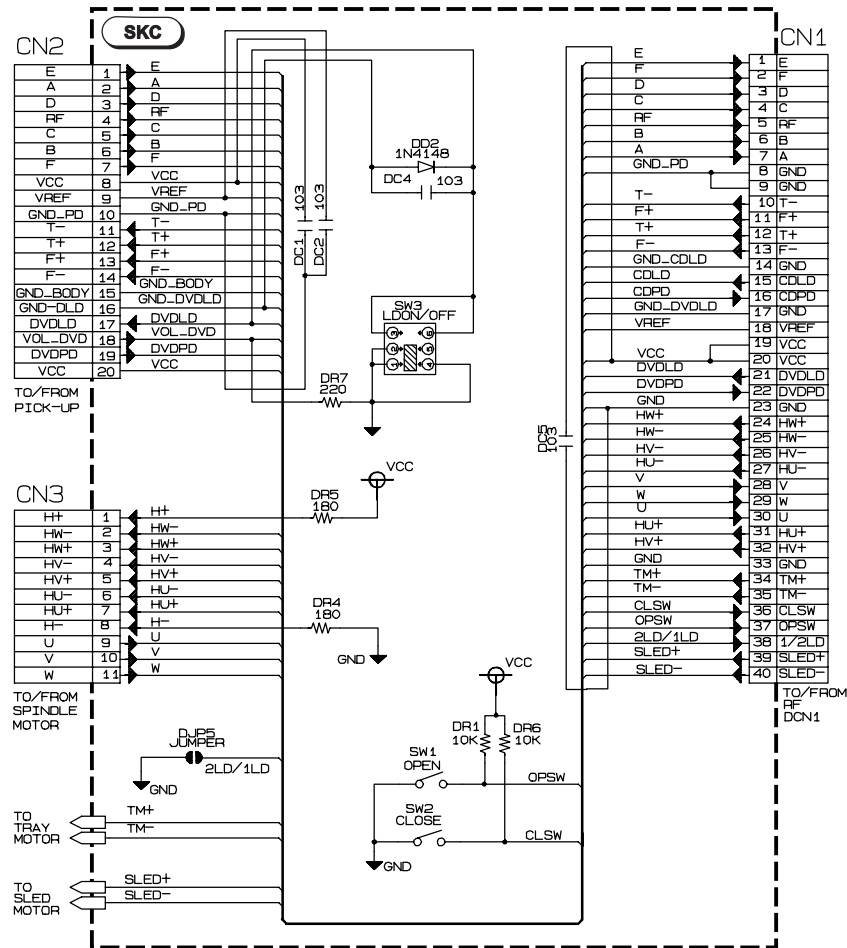 SKC
CN2
E 1 E
A 2 A
D 3 D
RF 4 RF
C 5 C
B 6 B
F 7 F
VCC 8 VCC
VREF 9 VREF
GND_PD 10 GND_PD
T- 11 T-
T+ 12 T+
F+ 13 F+
F- 14 F-
GND_BODY 15 GND_BODY
GND-DLD 16 GND_DVDLD
DVDLD 17 DVDLD
VOL_DVD 18 VOL_DVD
DVDPD 19 DVDPD
VCC 20 VCC
TO/FROM
PICK-UP
DD2
1N4148
DC4 103
103
103
DC1
DC2
SW3
LDON/OFF
3 6
2 5
1 4
DR7
220
VCC
DR5
180
DR4
180
GND
DC5
103
CN3
H+ 1 H+
HW- 2 HW-
HW+ 3 HW+
HV- 4 HV-
HV+ 5 HV+
HU- 6 HU-
HU+ 7 HU+
H- 8 H-
U 9 U
V 10 V
W 11 W
TO/FROM
SPINDLE
MOTOR
DJP5
JUMPER
2LD/1LD
GND
TO
TRAY
MOTOR
TM+
TM-
TO
SLED
MOTOR
SLED+
SLED-
VCC
DR1
10K
DR6
10K
SW1
OPEN
OPSW
SW2
CLOSE
CLSW
GND
CN1
E 1 E
F 2 F
D 3 D
C 4 C
RF 5 RF
B 6 B
A 7 A
GND_PD 8 GND
9 GND
T- 10 T-
F+ 11 F+
T+ 12 T+
F- 13 F-
GND_CDLD 14 GND
CDLD 15 CDLD
CDPD 16 CDPD
GND_DVDLD 17 GND
VREF 18 VREF
19 VCC
VCC 20 VCC
DVDLD 21 DVDLD
DVDPD 22 DVDPD
GND 23 GND
HW+ 24 HW+
HW- 25 HW-
HV- 26 HV-
HU- 27 HU-
V 28 V
W 29 W
U 30 U
HU+ 31 HU+
HV+ 32 HV+
GND 33 GND
TM+ 34 TM+
TM- 35 TM-
CLSW 36 CLSW
OPSW 37 OPSW
2LD/1LD 38 1/2LD
SLED+ 39 SLED+
SLED- 40 SLED-
TO/FROM
RF
DCN1